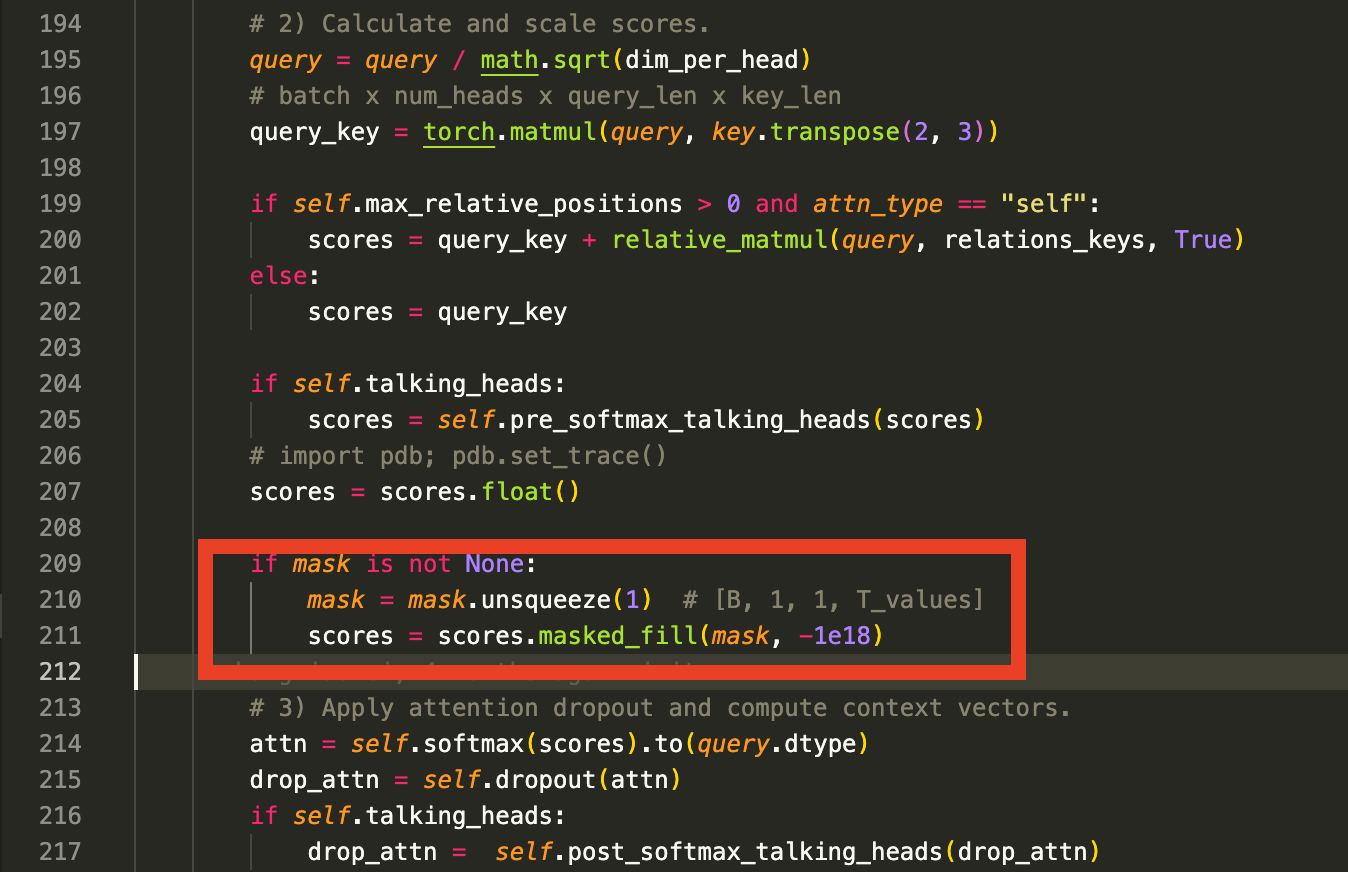 194 # 2) Calculate and scale scores.
195 query = query / math.sqrt(dim_per_head)
196 # batch x num_heads x query_len x key_len
197 query_key = torch.matmul(query, key.transpose(2, 3))
198
199 if self.max_relative_positions > 0 and attn_type == "self":
200 scores = query_key + relative_matmul(query, relations_keys, True)
201 else:
202 scores = query_key
203
204 if self.talking_heads:
205 scores = self.pre_softmax_talking_heads(scores)
206 # import pdb; pdb.set_trace()
207 scores = scores.float()
208
209 if mask is not None:
210 mask = mask.unsqueeze(1)  # [B, 1, 1, T_values]
211 scores = scores.masked_fill(mask, -1e18)
212
213 # 3) Apply attention dropout and compute context vectors.
214 attn = self.softmax(scores).to(query.dtype)
215 drop_attn = self.dropout(attn)
216 if self.talking_heads:
217 drop_attn =  self.post_softmax_talking_heads(drop_attn)